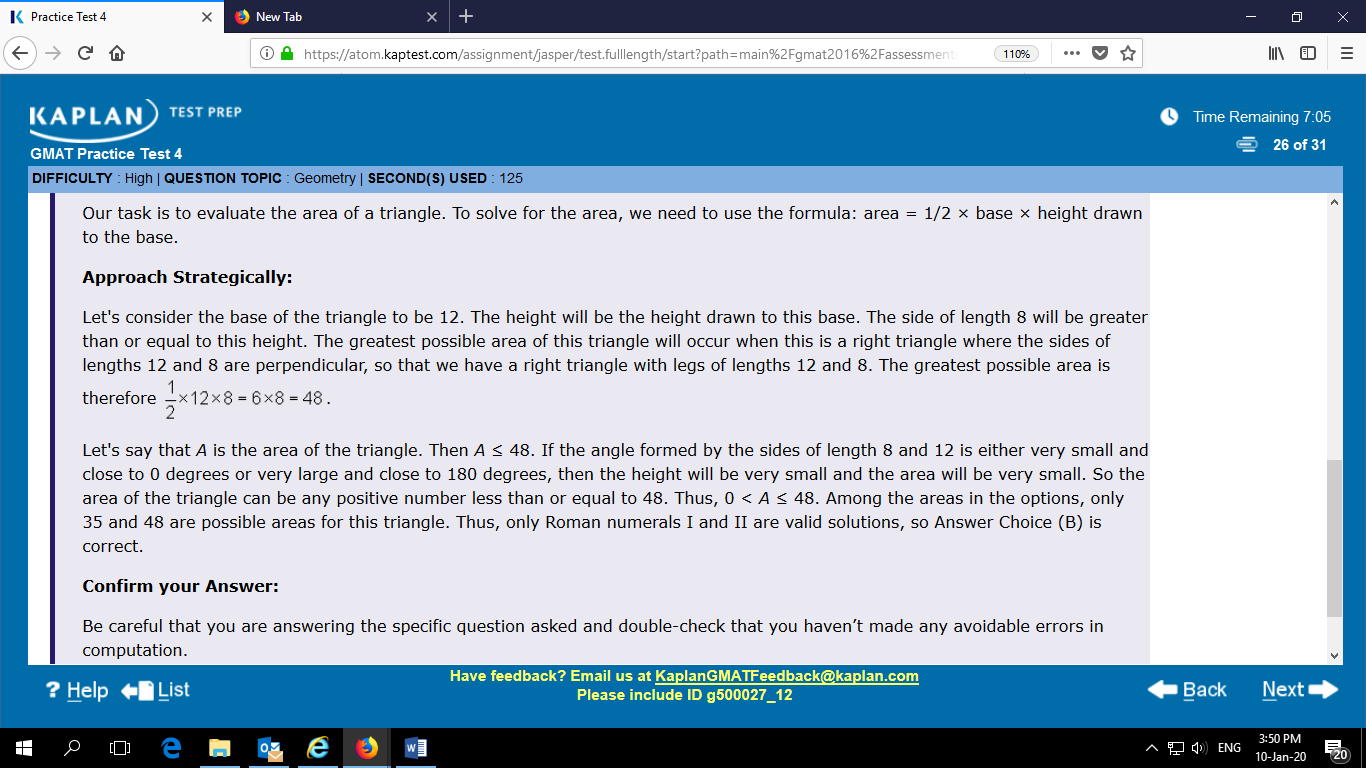 Practice Test 4
New Tab
https://atom.kaptest.com/assignment/jasper/test.fulllength/start?path=main%2Fgmat2016%2Fassessment
110%
KAPLAN TEST PREP
Time Remaining 7:05
GMAT Practice Test 4
26 of 31
DIFFICULTY : High | QUESTION TOPIC : Geometry | SECOND(S) USED : 125
Our task is to evaluate the area of a triangle. To solve for the area, we need to use the formula: area = 1/2 × base × height drawn
to the base.
Approach Strategically:
Let's consider the base of the triangle to be 12. The height will be the height drawn to this base. The side of length 8 will be greater
than or equal to this height. The greatest possible area of this triangle will occur when this is a right triangle where the sides of
lengths 12 and 8 are perpendicular, so that we have a right triangle with legs of lengths 12 and 8. The greatest possible area is
therefore 1/2 ×12×8 = 6×8 = 48.
Let's say that A is the area of the triangle. Then A ≤ 48. If the angle formed by the sides of length 8 and 12 is either very small and
close to 0 degrees or very large and close to 180 degrees, then the height will be very small and the area will be very small. So the
area of the triangle can be any positive number less than or equal to 48. Thus, 0 < A ≤ 48. Among the areas in the options, only
35 and 48 are possible areas for this triangle. Thus, only Roman numerals I and II are valid solutions, so Answer Choice (B) is
correct.
Confirm your Answer:
Be careful that you are answering the specific question asked and double-check that you haven't made any avoidable errors in
computation.
? Help List
Have feedback? Email us at KaplanGMATFeedback@kaplan.com
Please include ID g500027_12
Back Next
ENG
3:50 PM
10-Jan-20
20